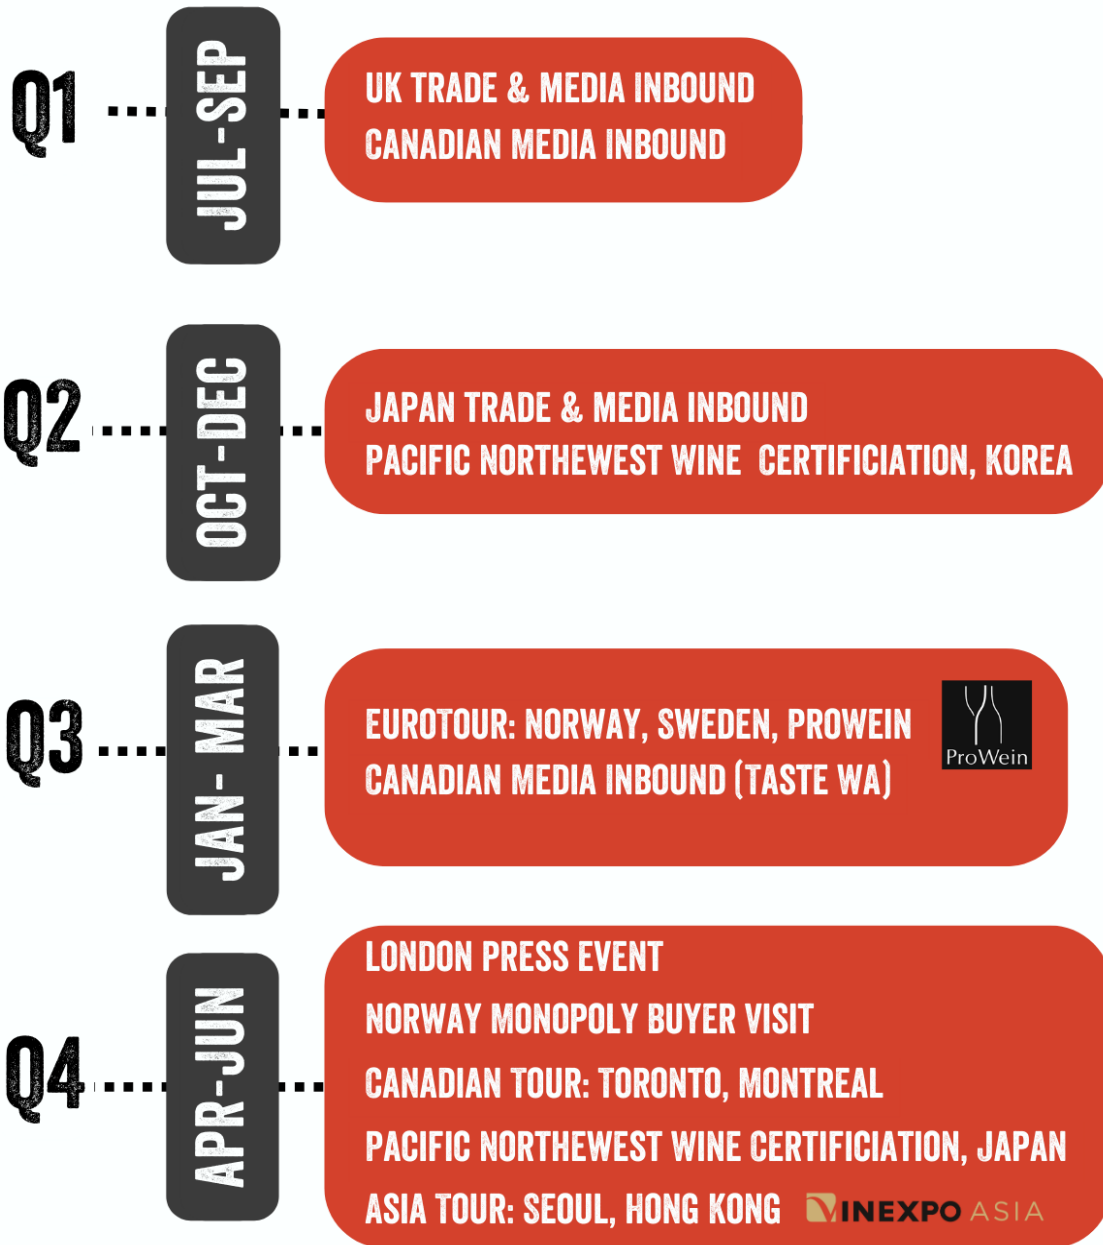 Q1
JUL-SEP
UK TRADE & MEDIA INBOUND
CANADIAN MEDIA INBOUND
Q2
OCT-DEC
JAPAN TRADE & MEDIA INBOUND
PACIFIC NORTHEWEST WINE CERTIFICIATION, KOREA
Q3
JAN- MAR
EUROTOUR: NORWAY, SWEDEN, PROWEIN
CANADIAN MEDIA INBOUND (TASTE WA)
ProWein
Q4
APR-JUN
LONDON PRESS EVENT
NORWAY MONOPOLY BUYER VISIT
CANADIAN TOUR: TORONTO, MONTREAL
PACIFIC NORTHEWEST WINE CERTIFICIATION, JAPAN
ASIA TOUR: SEOUL, HONG KONG VINEXPO ASIA